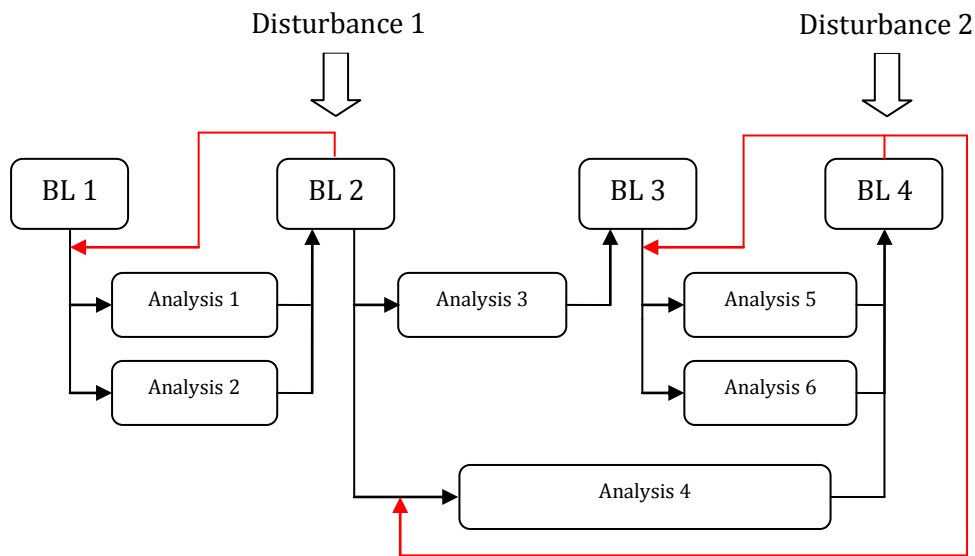 Disturbance 1
Disturbance 2
BL 1
BL 2
BL 3
BL 4
Analysis 1
Analysis 3
Analysis 5
Analysis 2
Analysis 6
Analysis 4